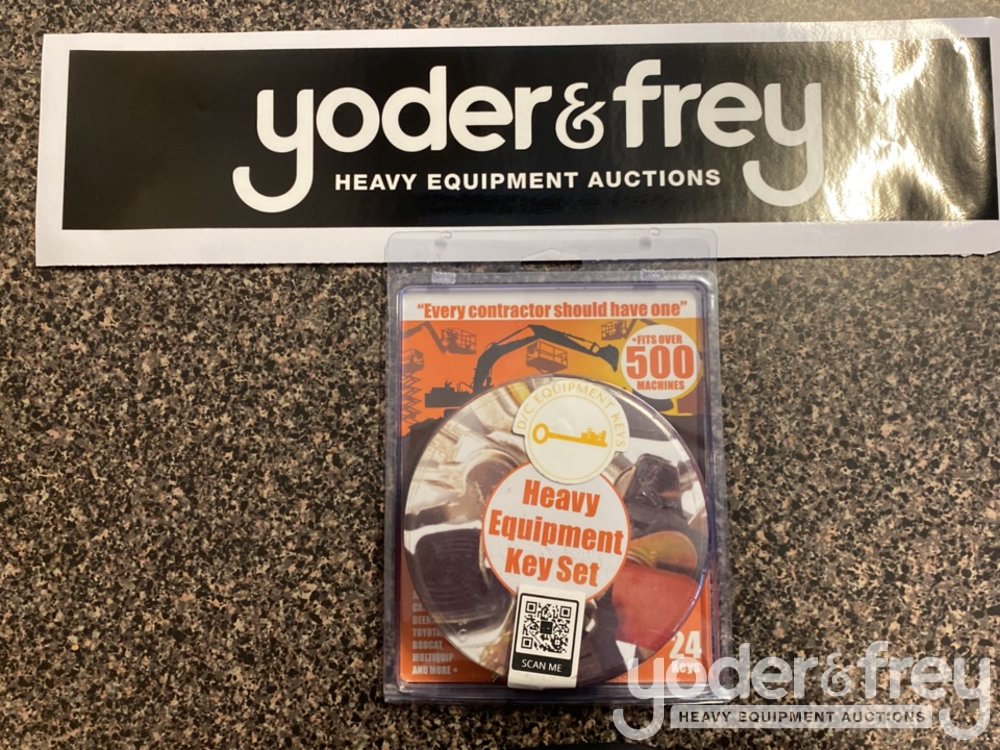 yoder & frey
HEAVY EQUIPMENT AUCTIONS
"Every contractor should have one"
*FITS OVER
500
MACHINES
D/C EQUIPMENT KEYS
Heavy
Equipment
Key Set
DEERE
TOYOTA
BOBCAT
MULTIQUIP
AND MORE *
SCAN ME
24
Keys
yoder & frey
HEAVY EQUIPMENT AUCTIONS